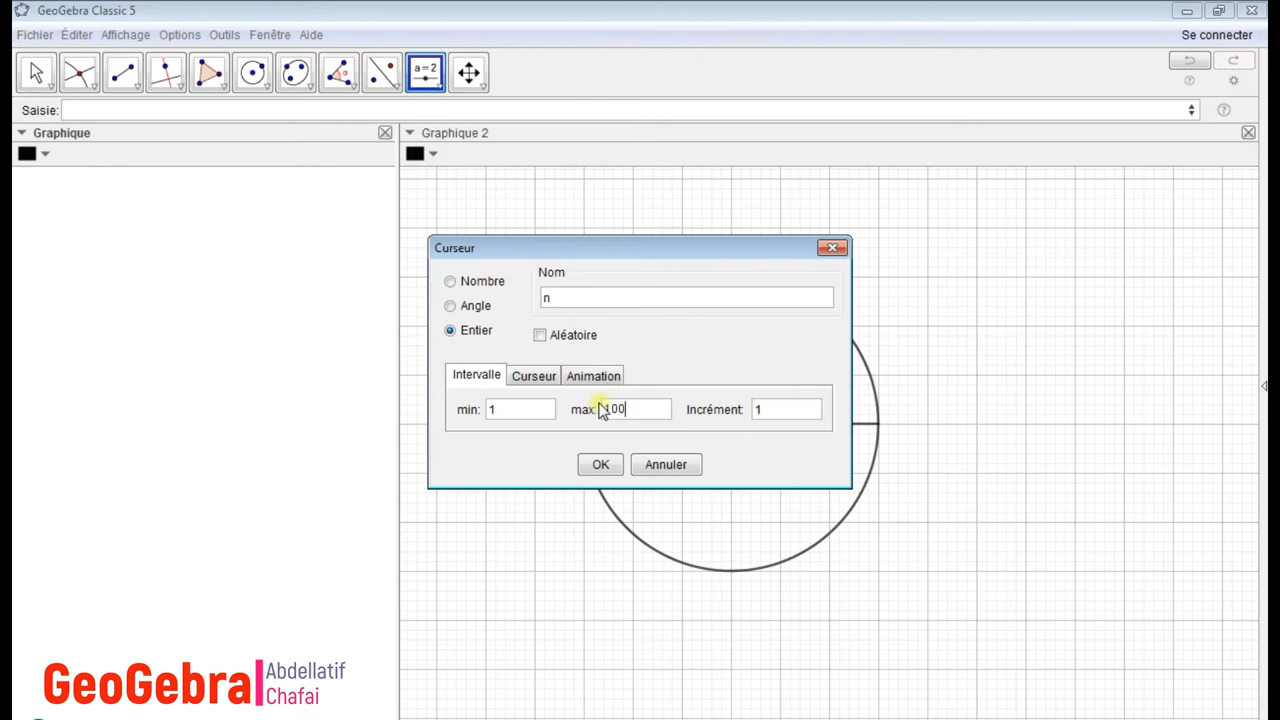 GeoGebra Classic 5
Fichier Éditer Affichage Options Outils Fenêtre Aide
Se connecter
a=2
Saisie:
Graphique
Graphique 2
Curseur
Nombre
Angle
Entier
Nom
n
Aléatoire
Intervalle Curseur Animation
min: 1 max: 100 Incrément: 1
OK Annuler
GeoGebra Abdellatif
Chafai